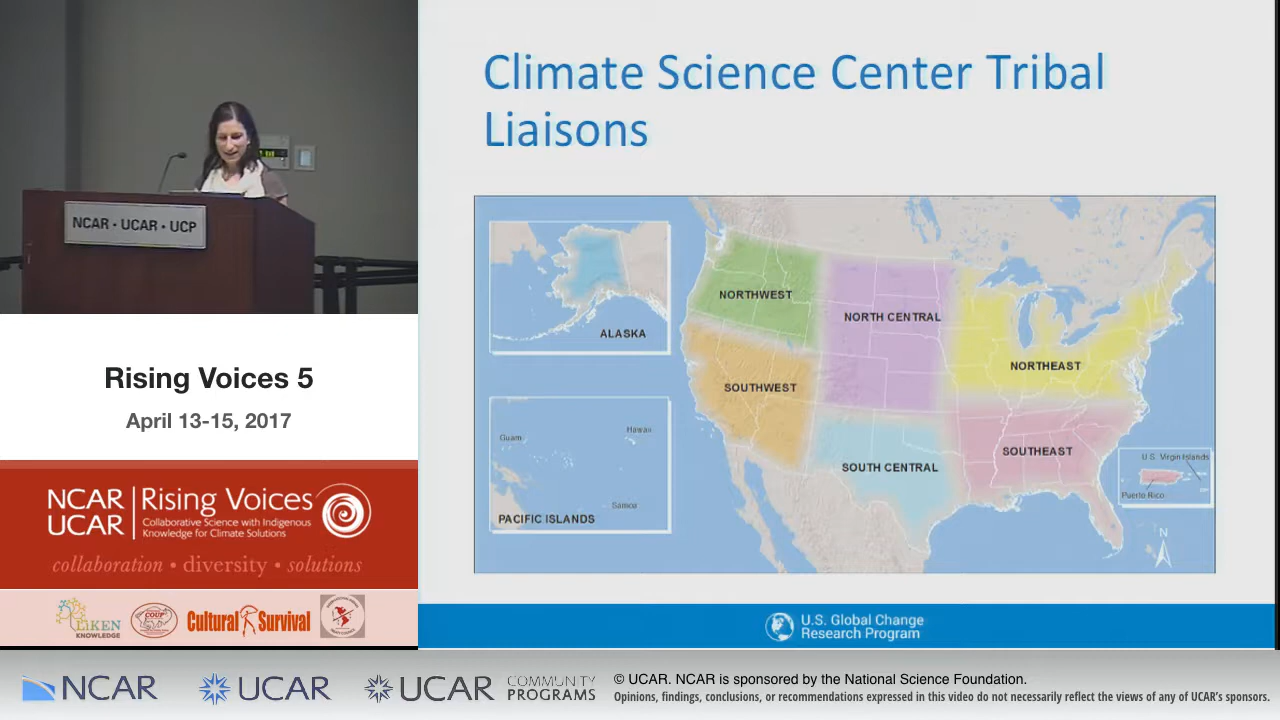 Climate Science Center Tribal
Liaisons
NCAR • UCAR • UCP
ALASKA
NORTHWEST
NORTH CENTRAL
NORTHEAST
SOUTHWEST
SOUTH CENTRAL
SOUTHEAST
Guam
Hawaii
Samoa
PACIFIC ISLANDS
U.S. Virgin Islands
Puerto Rico
N
U.S. Global Change
Research Program
Rising Voices 5
April 13-15, 2017
NCAR
UCAR
Rising Voices
Collaborative Science with Indigenous
Knowledge for Climate Solutions
collaboration • diversity • solutions
LiKEN
KNOWLEDGE
COUP
Cultural Survival
NCAR
UCAR
UCAR
COMMUNITY
PROGRAMS
© UCAR. NCAR is sponsored by the National Science Foundation.
Opinions, findings, conclusions, or recommendations expressed in this video do not necessarily reflect the views of any of UCAR's sponsors.